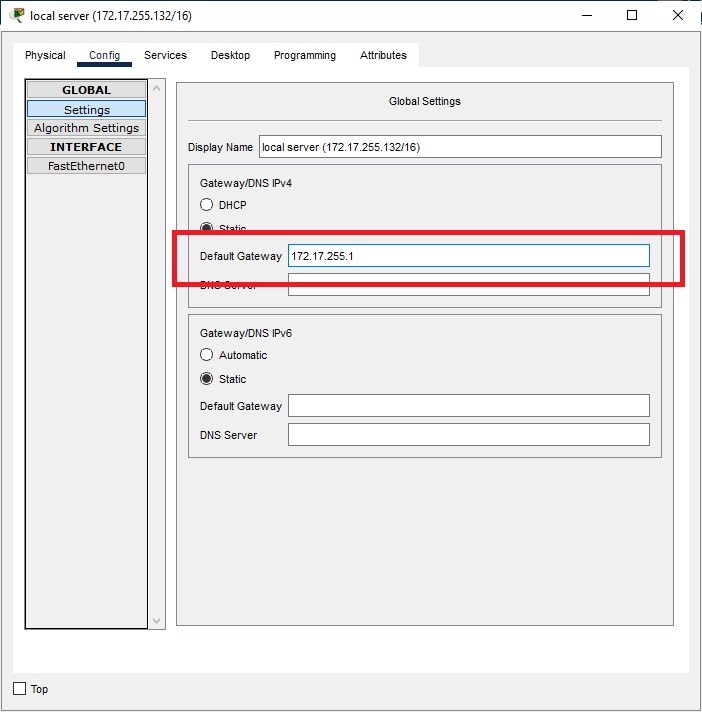 local server (172.17.255.132/16)
Physical Config Services Desktop Programming Attributes
GLOBAL
Settings
Algorithm Settings
INTERFACE
FastEthernet0
Global Settings
Display Name local server (172.17.255.132/16)
Gateway/DNS IPv4
DHCP
Static
Default Gateway 172.17.255.1
DNS Server
Gateway/DNS IPv6
Automatic
Static
Default Gateway
DNS Server
Top